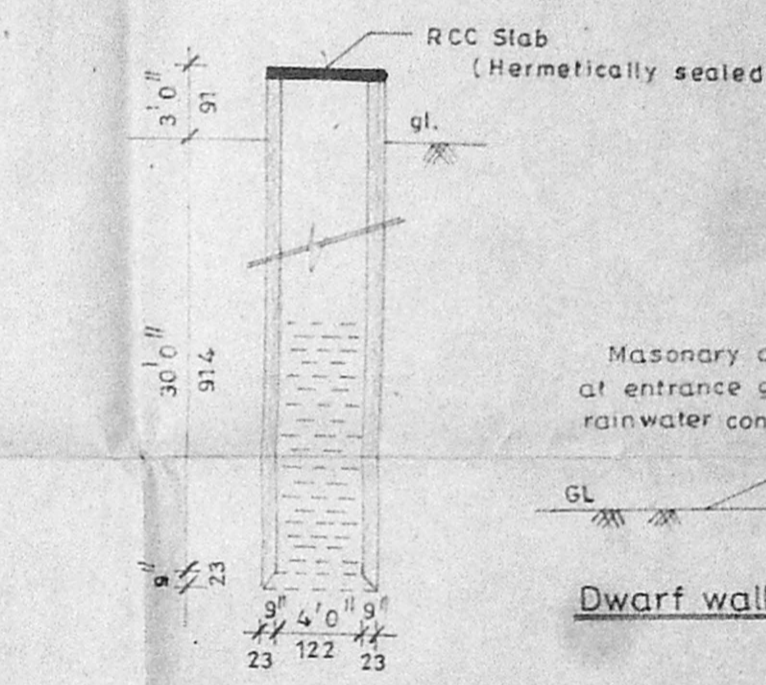 RCC Slab
(Hermetically sealed
3'0"
91
gl.
30'0"
914
Masonary
at entrance
rainwater
GL
9"
23
Dwarf wall
9" 4'0" 9"
23 122 23